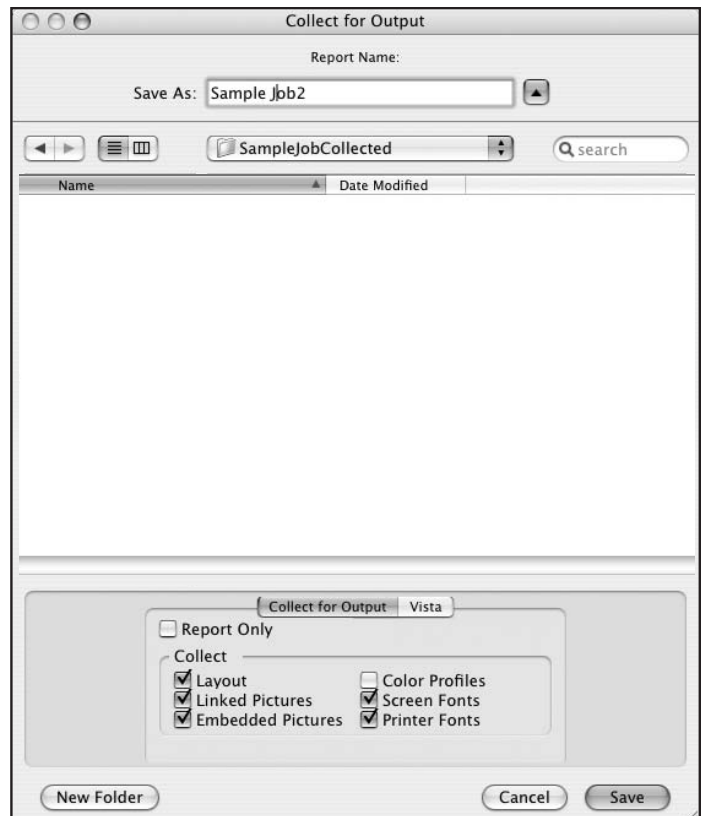 Collect for Output
Report Name:
Save As: Sample Job2
SampleJobCollected
search
Name Date Modified
Collect for Output Vista
Report Only
Collect
Layout Color Profiles
Linked Pictures Screen Fonts
Embedded Pictures Printer Fonts
New Folder Cancel Save